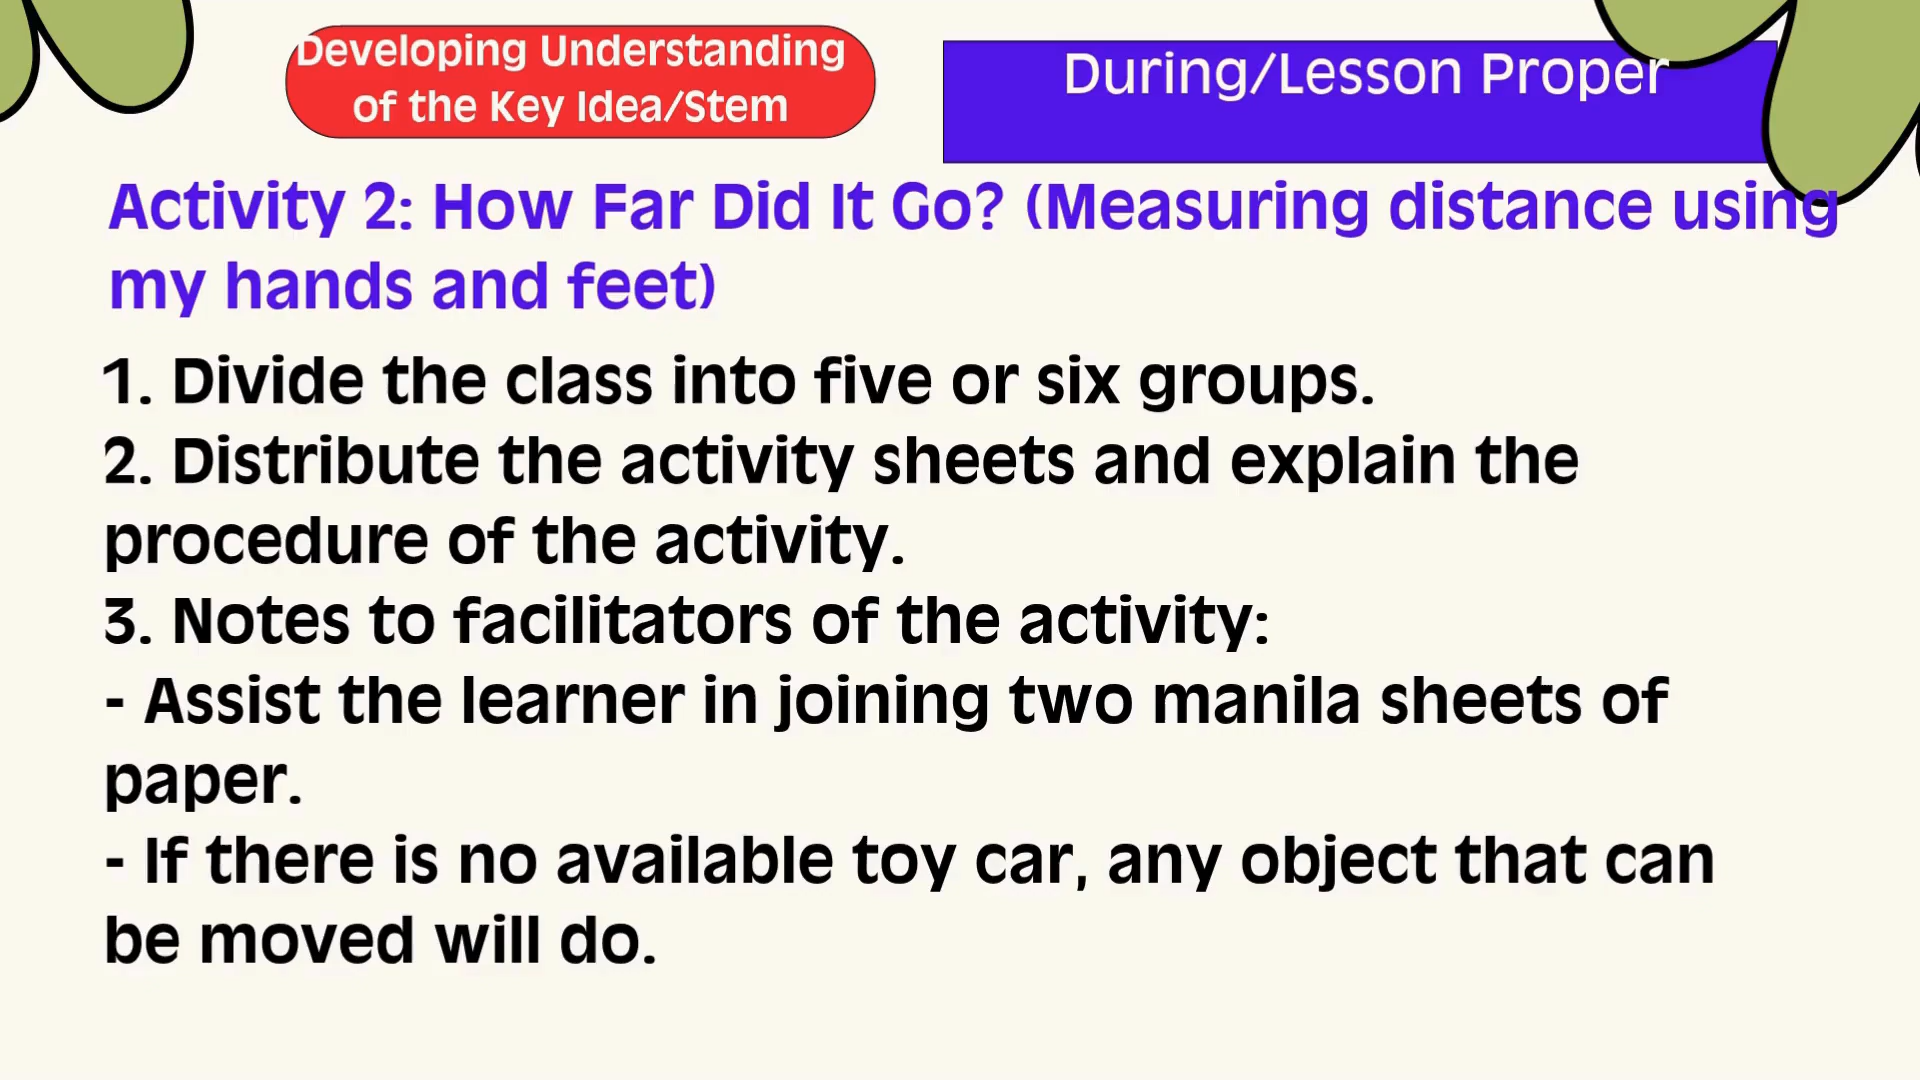 Developing Understanding
of the Key Idea/Stem
During/Lesson Proper
Activity 2: How Far Did It Go? (Measuring distance using
my hands and feet)
1. Divide the class into five or six groups.
2. Distribute the activity sheets and explain the
procedure of the activity.
3. Notes to facilitators of the activity:
- Assist the learner in joining two manila sheets of
paper.
- If there is no available toy car, any object that can
be moved will do.